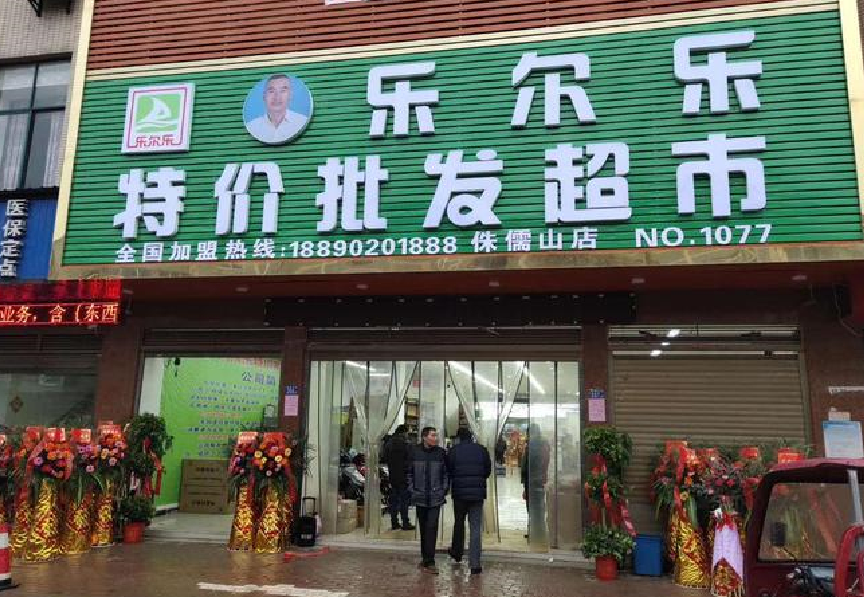 乐尔乐
乐尔乐
特价批发超市
全国加盟热线:18890201888 侏儒山店 NO.1077
医保定点
业务，含（东西